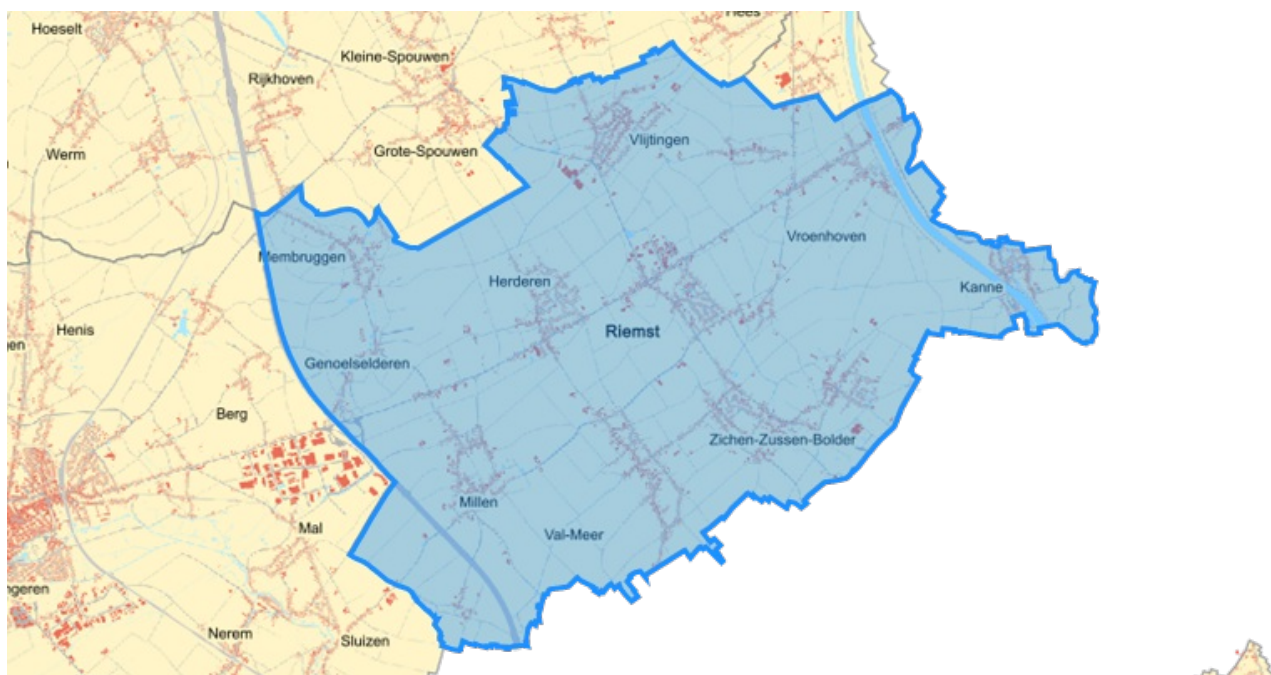 Hees
Hoeselt
Kleine-Spouwen
Rijkhoven
Vlijtingen
Grote-Spouwen
Werm
Vroenhoven
Membruggen
Herderen
Kanne
Henis
Riemst
Genoelselderen
Berg
Zichen-Zussen-Bolder
Millen
Mal
Val-Meer
Nerem
Sluizen